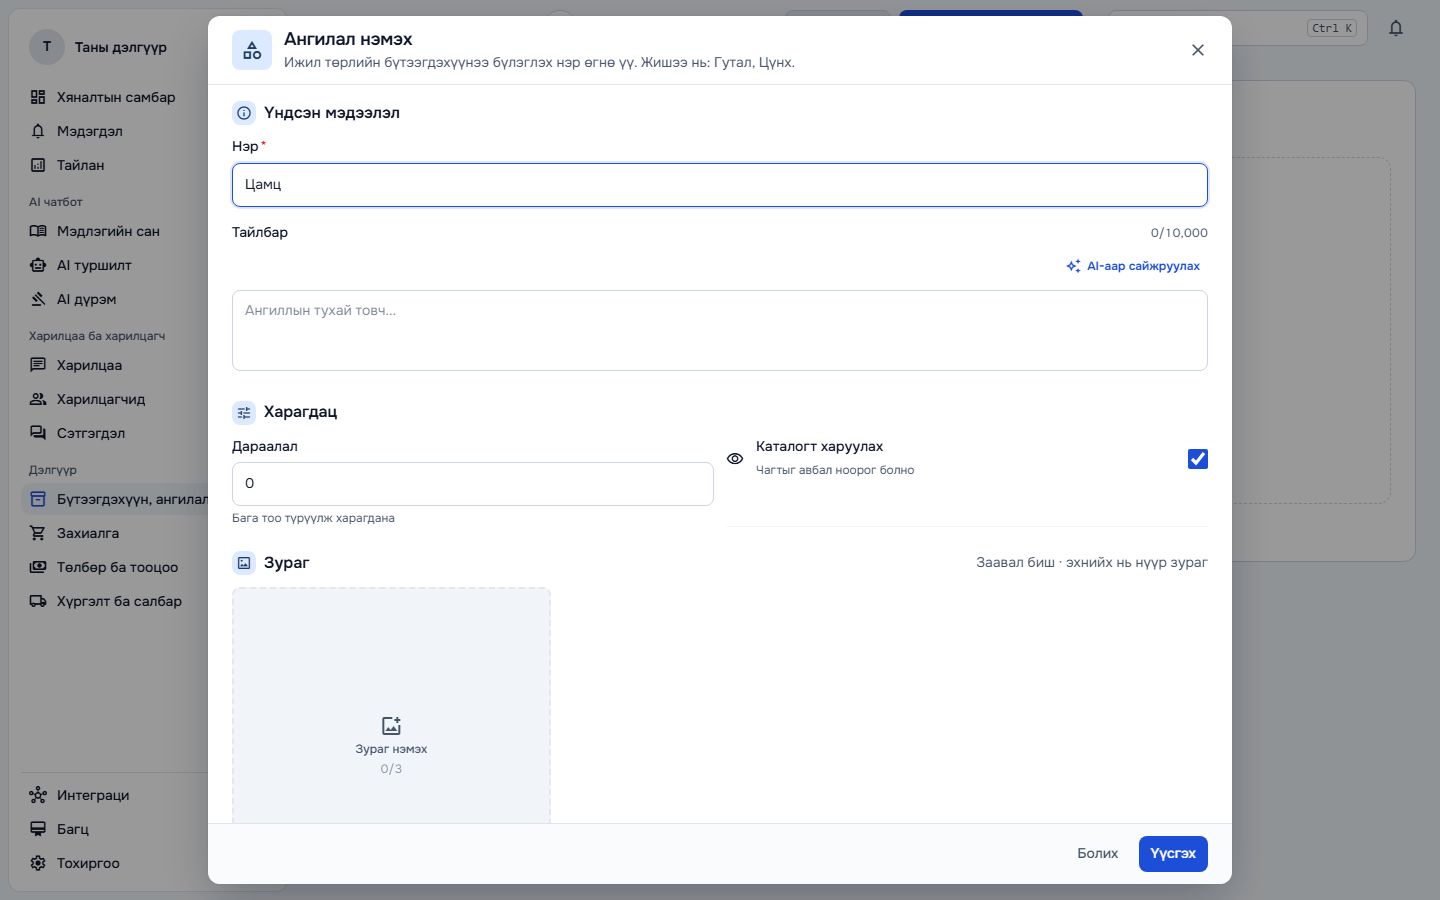 Т
Таны дэлгүүр
Хяналтын самбар
Мэдэгдэл
Тайлан
AI чатбот
Мэдлэгийн сан
AI туршилт
AI дүрэм
Харилцаа ба харилцагч
Харилцаа
Харилцагчид
Сэтгэгдэл
Дэлгүүр
Бүтээгдэхүүн, ангилал
Захиалга
Төлбөр ба тооцоо
Хүргэлт ба салбар
Интеграци
Багц
Тохиргоо
Ctrl K
Ангилал нэмэх
Ижил төрлийн бүтээгдэхүүнээ бүлэглэх нэр өгнө үү. Жишээ нь: Гутал, Цүнх.
Үндсэн мэдээлэл
Нэр*
Цамц
Тайлбар
0/10,000
AI-аар сайжруулах
Ангиллын тухай товч...
Харагдац
Дараалал
0
Бага тоо түрүүлж харагдана
Каталогт харуулах
Чагтыг авбал ноорог болно
Зураг
Заавал биш · эхнийх нь нүүр зураг
Зураг нэмэх
0/3
Болих
Үүсгэх